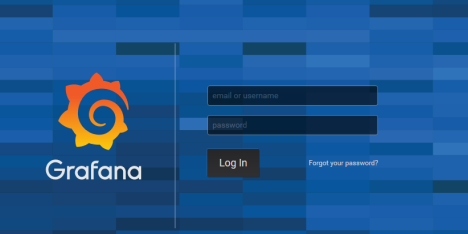 email or username
password
Grafana
Log In
Forgot your password?